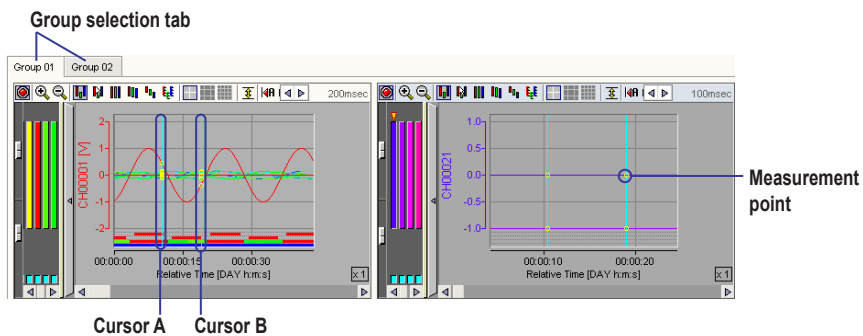 Group selection tab
Group 01
Group 02
200msec
100msec
2
1
0
-1
-2
CH00001 [V]
00:00:00
00:00:15
00:00:30
Relative Time [DAY h:m:s]
x 1
1.0
0.5
0.0
-0.5
-1.0
CH00021
00:00:10
00:00:20
Relative Time [DAY h:m:s]
x 1
Measurement
point
Cursor A
Cursor B